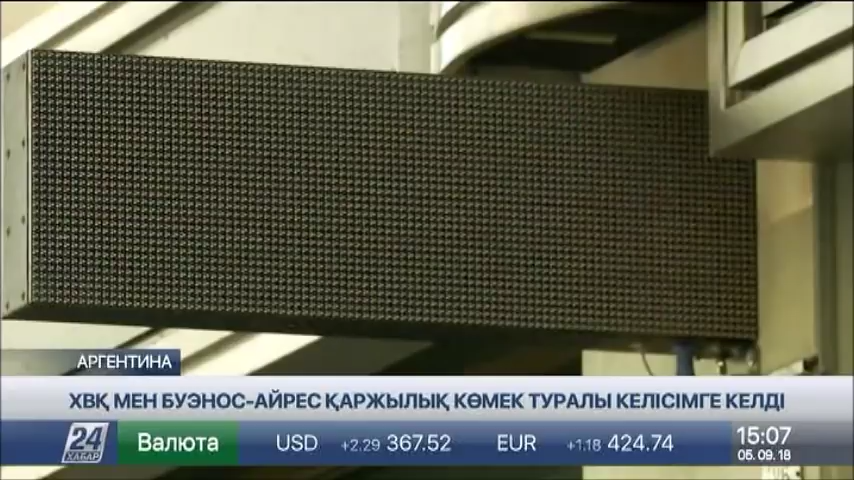 АРГЕНТИНА
ХВҚ МЕН БУЭНОС-АЙРЕС ҚАРЖЫЛЫҚ КӨМЕК ТУРАЛЫ КЕЛІСІМГЕ КЕЛДІ
24 ХАБАР Валюта USD +2.29 367.52 EUR +1.18 424.74 15:07
05.09.18